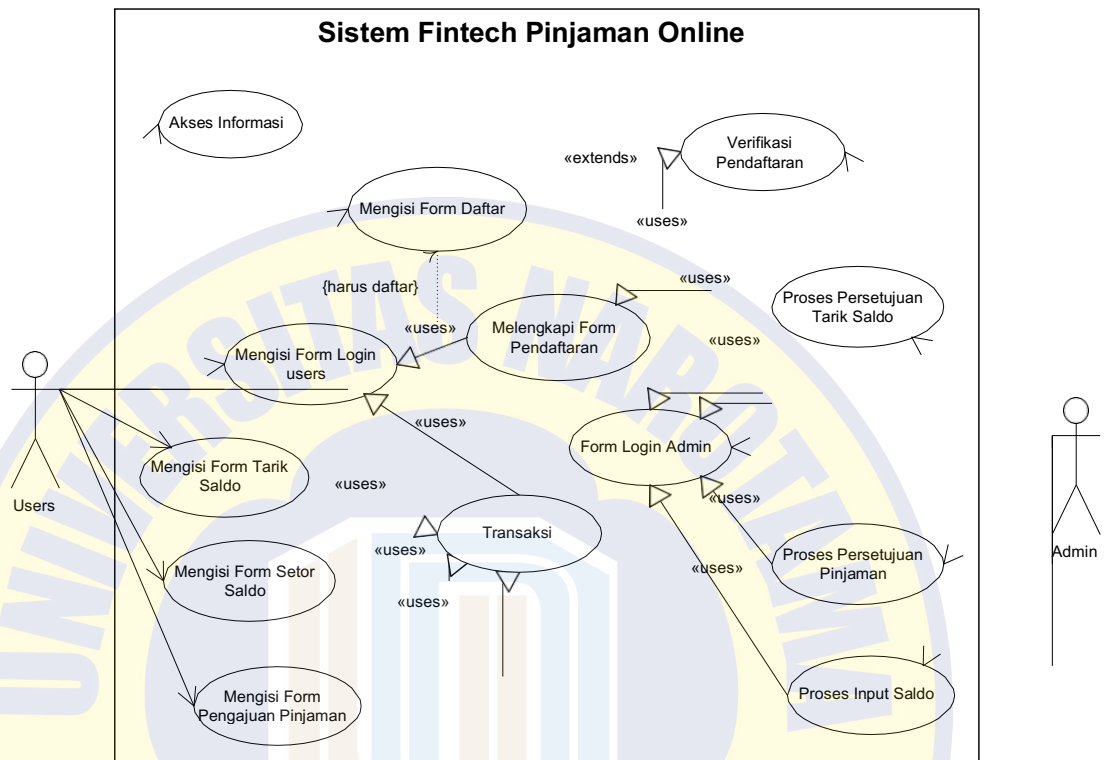 Sistem Fintech Pinjaman Online
Akses Informasi
Verifikasi
Pendaftaran
«extends»
«uses»
Mengisi Form Daftar
{harus daftar}
«uses»
Melengkapi Form
Pendaftaran
«uses»
Proses Persetujuan
Tarik Saldo
«uses»
Mengisi Form Login
users
«uses»
Form Login Admin
Mengisi Form Tarik
Saldo
«uses»
«uses»
Users
Transaksi
«uses»
Proses Persetujuan
Pinjaman
Admin
Mengisi Form Setor
Saldo
«uses»
«uses»
Mengisi Form
Pengajuan Pinjaman
Proses Input Saldo
UNIVERSITAS NAROTAMA